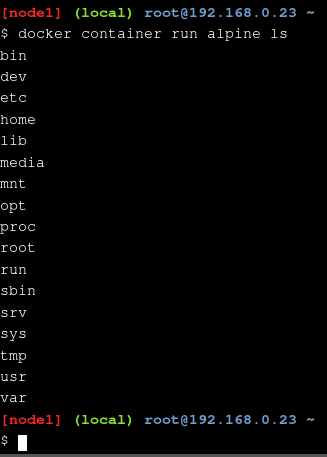 [node1] (local) root@192.168.0.23 ~
$ docker container run alpine ls
bin
dev
etc
home
lib
media
mnt
opt
proc
root
run
sbin
srv
sys
tmp
usr
var
[node1] (local) root@192.168.0.23 ~
$